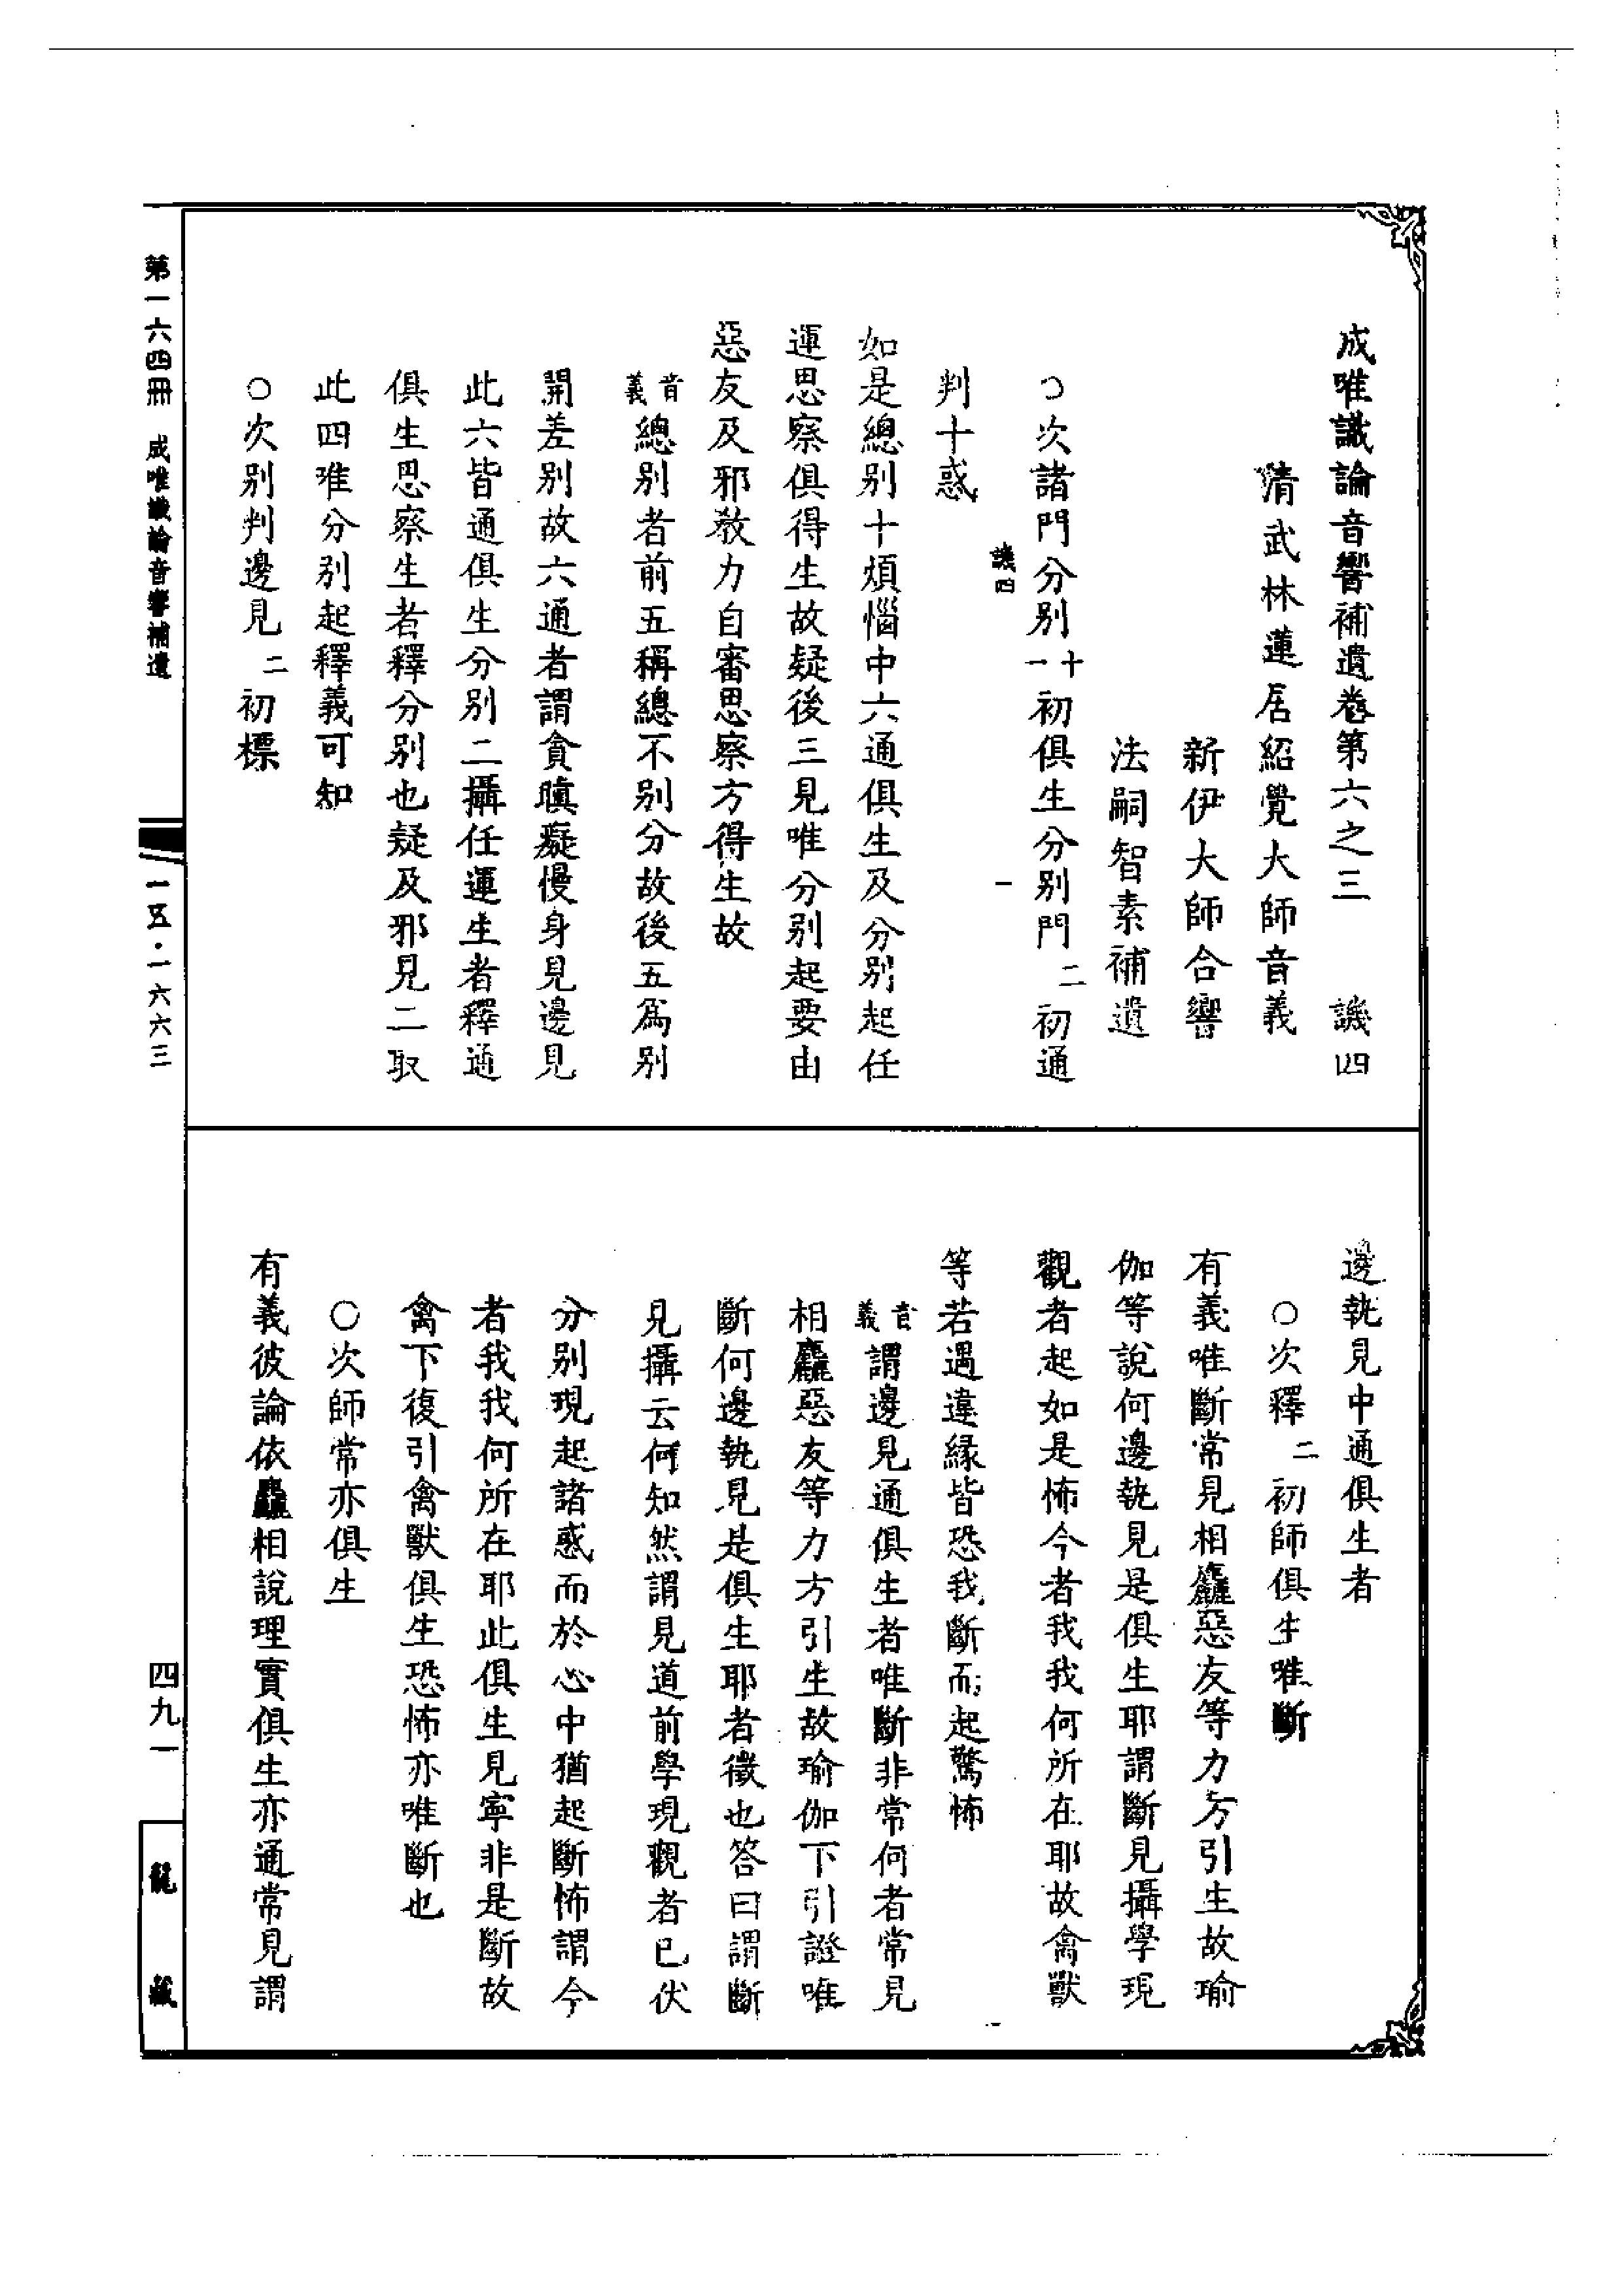 成唯識論音響補遺卷第六之三　譏四
清武林蓮居紹覺大師音義
新伊大師合響
法嗣智素補遺
○次諸門分別十一初俱生分別門二初通
譏四　一
判十惑
如是總別十煩惱中六通俱生及分別起任
運思察俱得生故疑後三見唯分別起要由
惡友及邪教力自審思察方得生故
音義總別者前五稱總不別分故後五爲別
開差別故六通者謂貪瞋癡慢身見邊見
此六皆通俱生分別二攝任運生者釋通
俱生思察生者釋分別也疑及邪見二取
此四唯分別起釋義可知
○次別判邊見二初標
邊執見中通俱生者
○次釋二初師俱生唯斷
有義唯斷常見相麤惡友等力方引生故瑜
伽等說何邊執見是俱生耶謂斷見攝學現
觀者起如是怖今者我我何所在耶故禽獸
等若遇違緣皆恐我斷而起驚怖
音義謂邊見通俱生者唯斷非常何者常見
相麤惡友等力方引生故瑜伽下引證唯
斷何邊執見是俱生耶者徵也答曰謂斷
見攝云何知然謂見道前學現觀者已伏
分別現起諸惑而於心中猶起斷怖謂今
者我我何所在耶此俱生見寧非是斷故
禽下復引禽獸俱生恐怖亦唯斷也
○次師常亦俱生
有義彼論依麤相說理實俱生亦通常見謂
第一六四冊　成唯識論音響補遺
一五·一六六三
四九一
龍藏